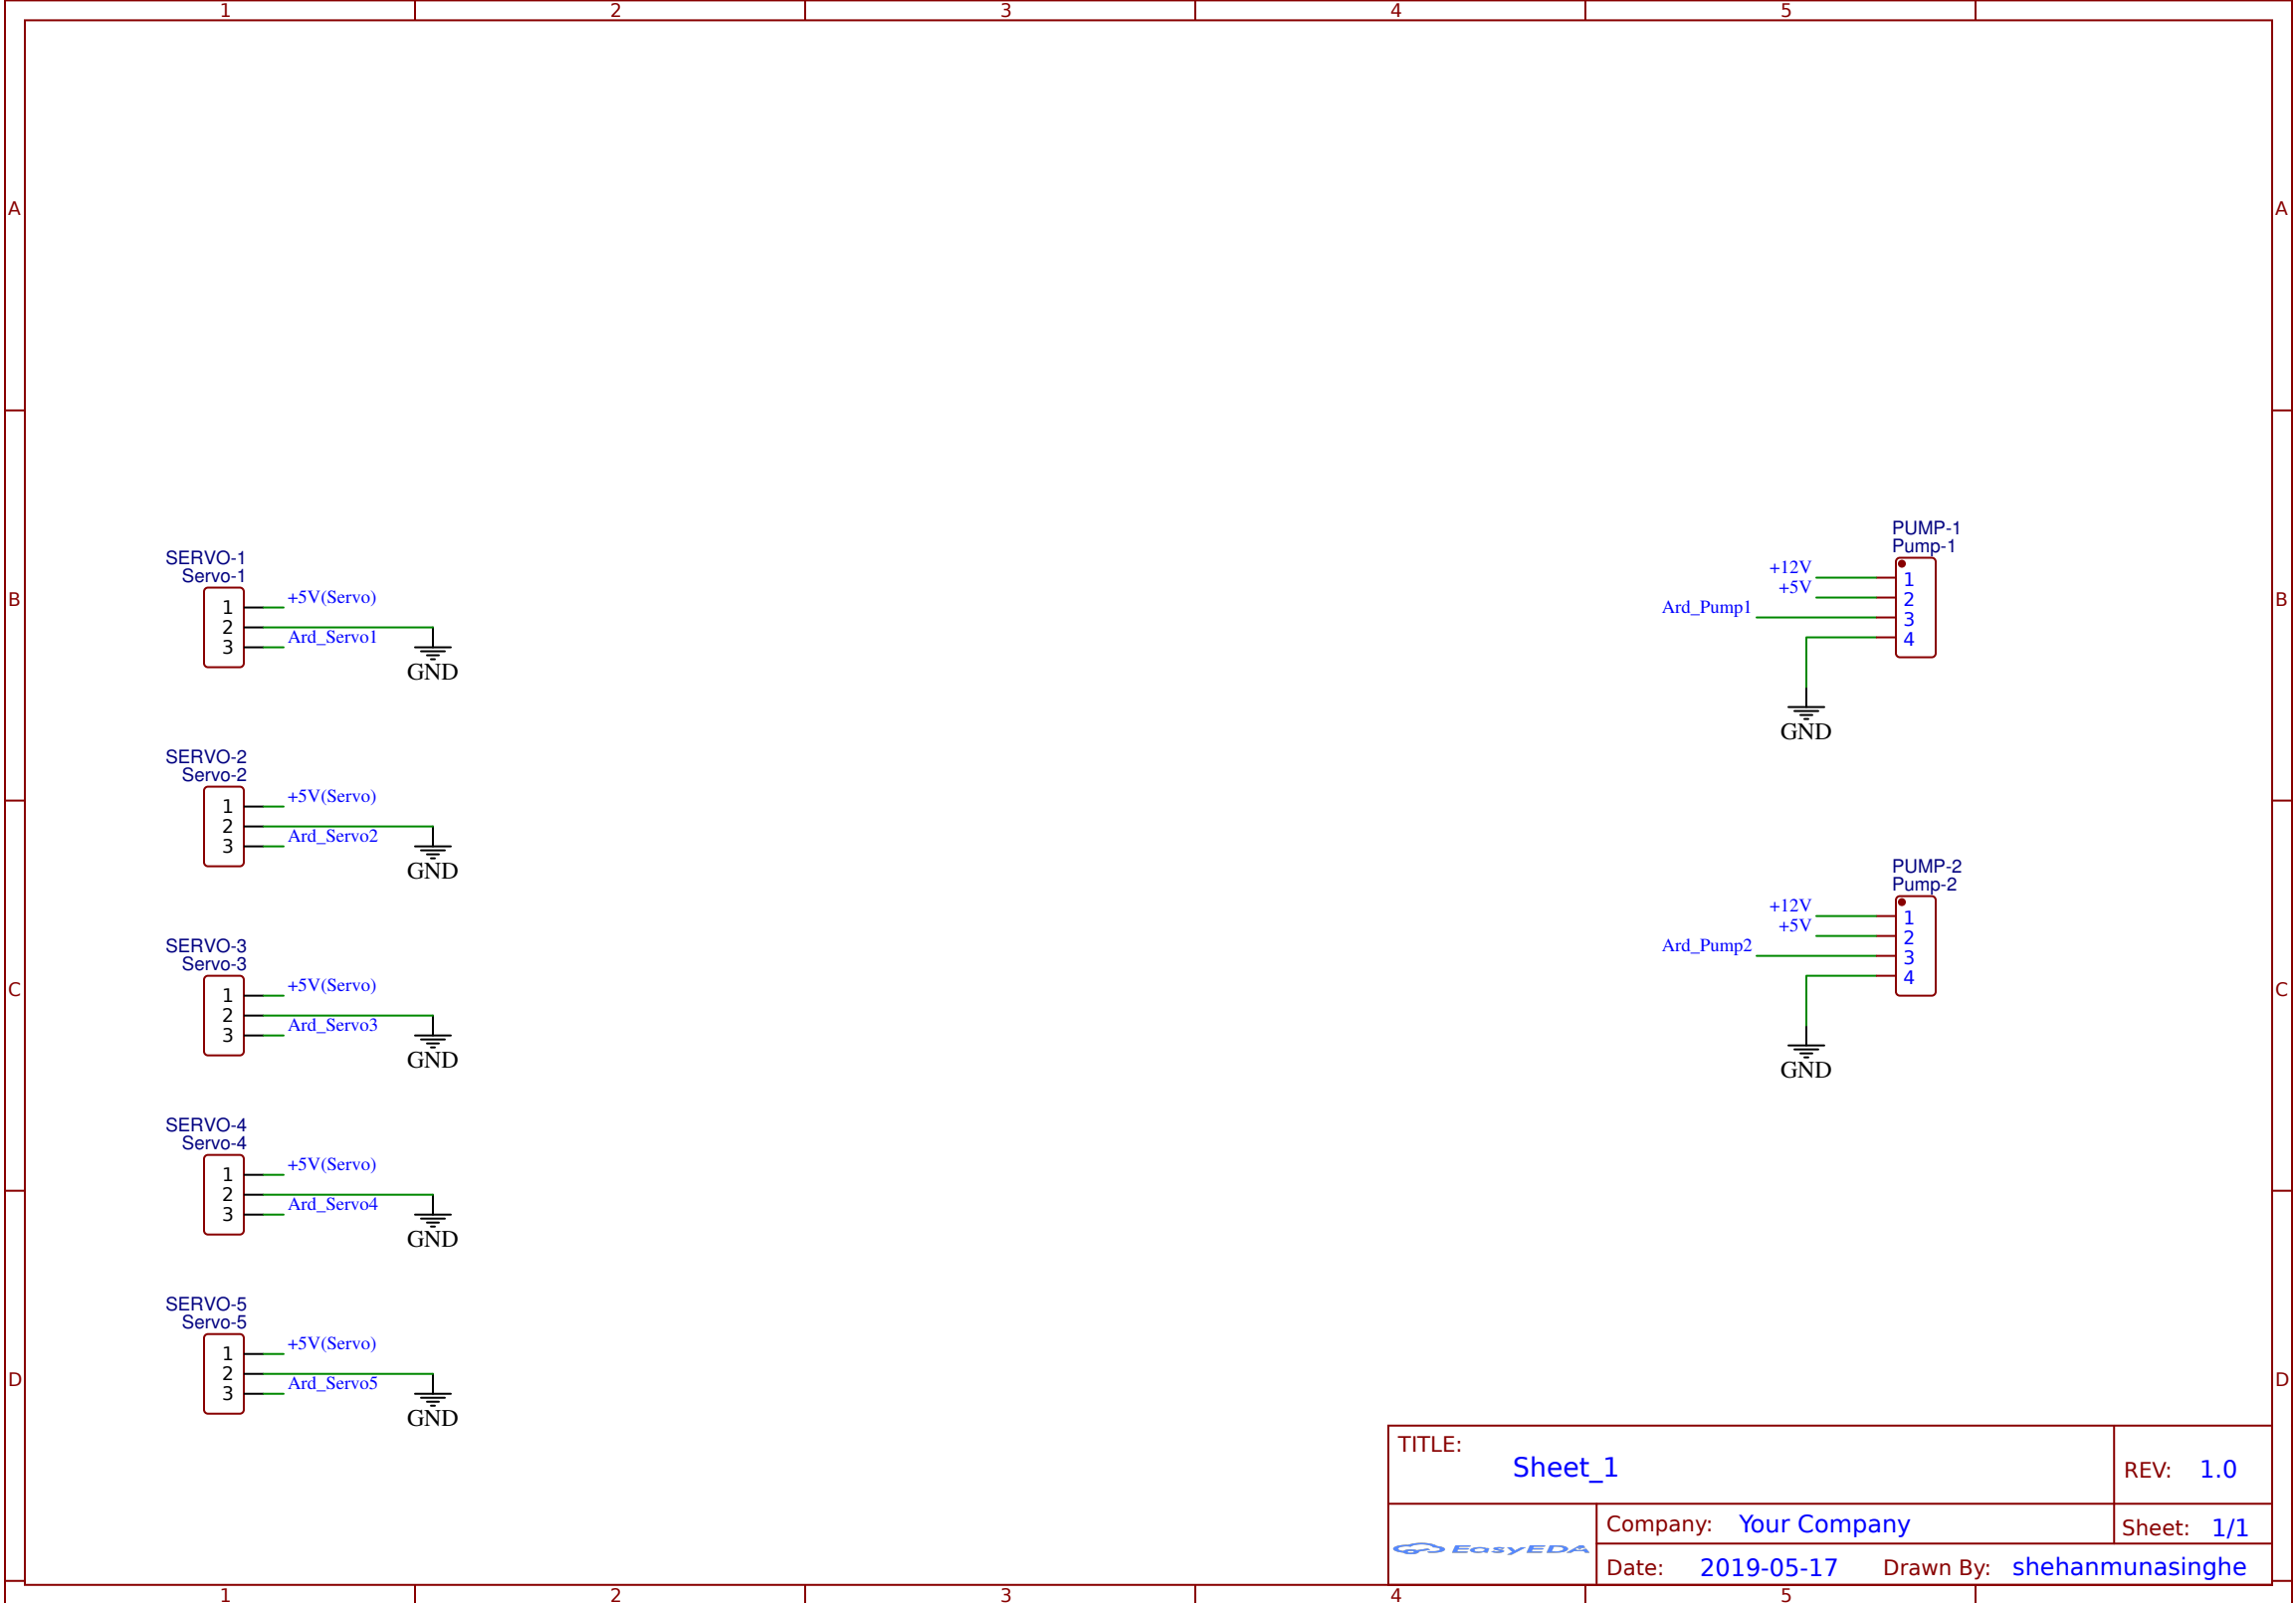 1 2 3 4 5
A A
B B
C C
D D
SERVO-1
Servo-1
1 +5V(Servo)
2
3 Ard_Servo1
GND
SERVO-2
Servo-2
1 +5V(Servo)
2
3 Ard_Servo2
GND
SERVO-3
Servo-3
1 +5V(Servo)
2
3 Ard_Servo3
GND
SERVO-4
Servo-4
1 +5V(Servo)
2
3 Ard_Servo4
GND
SERVO-5
Servo-5
1 +5V(Servo)
2
3 Ard_Servo5
GND
PUMP-1
Pump-1
+12V 1
+5V 2
Ard_Pump1 3
4
GND
PUMP-2
Pump-2
+12V 1
+5V 2
Ard_Pump2 3
4
GND
TITLE:
Sheet_1
REV: 1.0
EasyEDA
Company: Your Company
Sheet: 1/1
Date: 2019-05-17 Drawn By: shehanmunasinghe
1 2 3 4 5